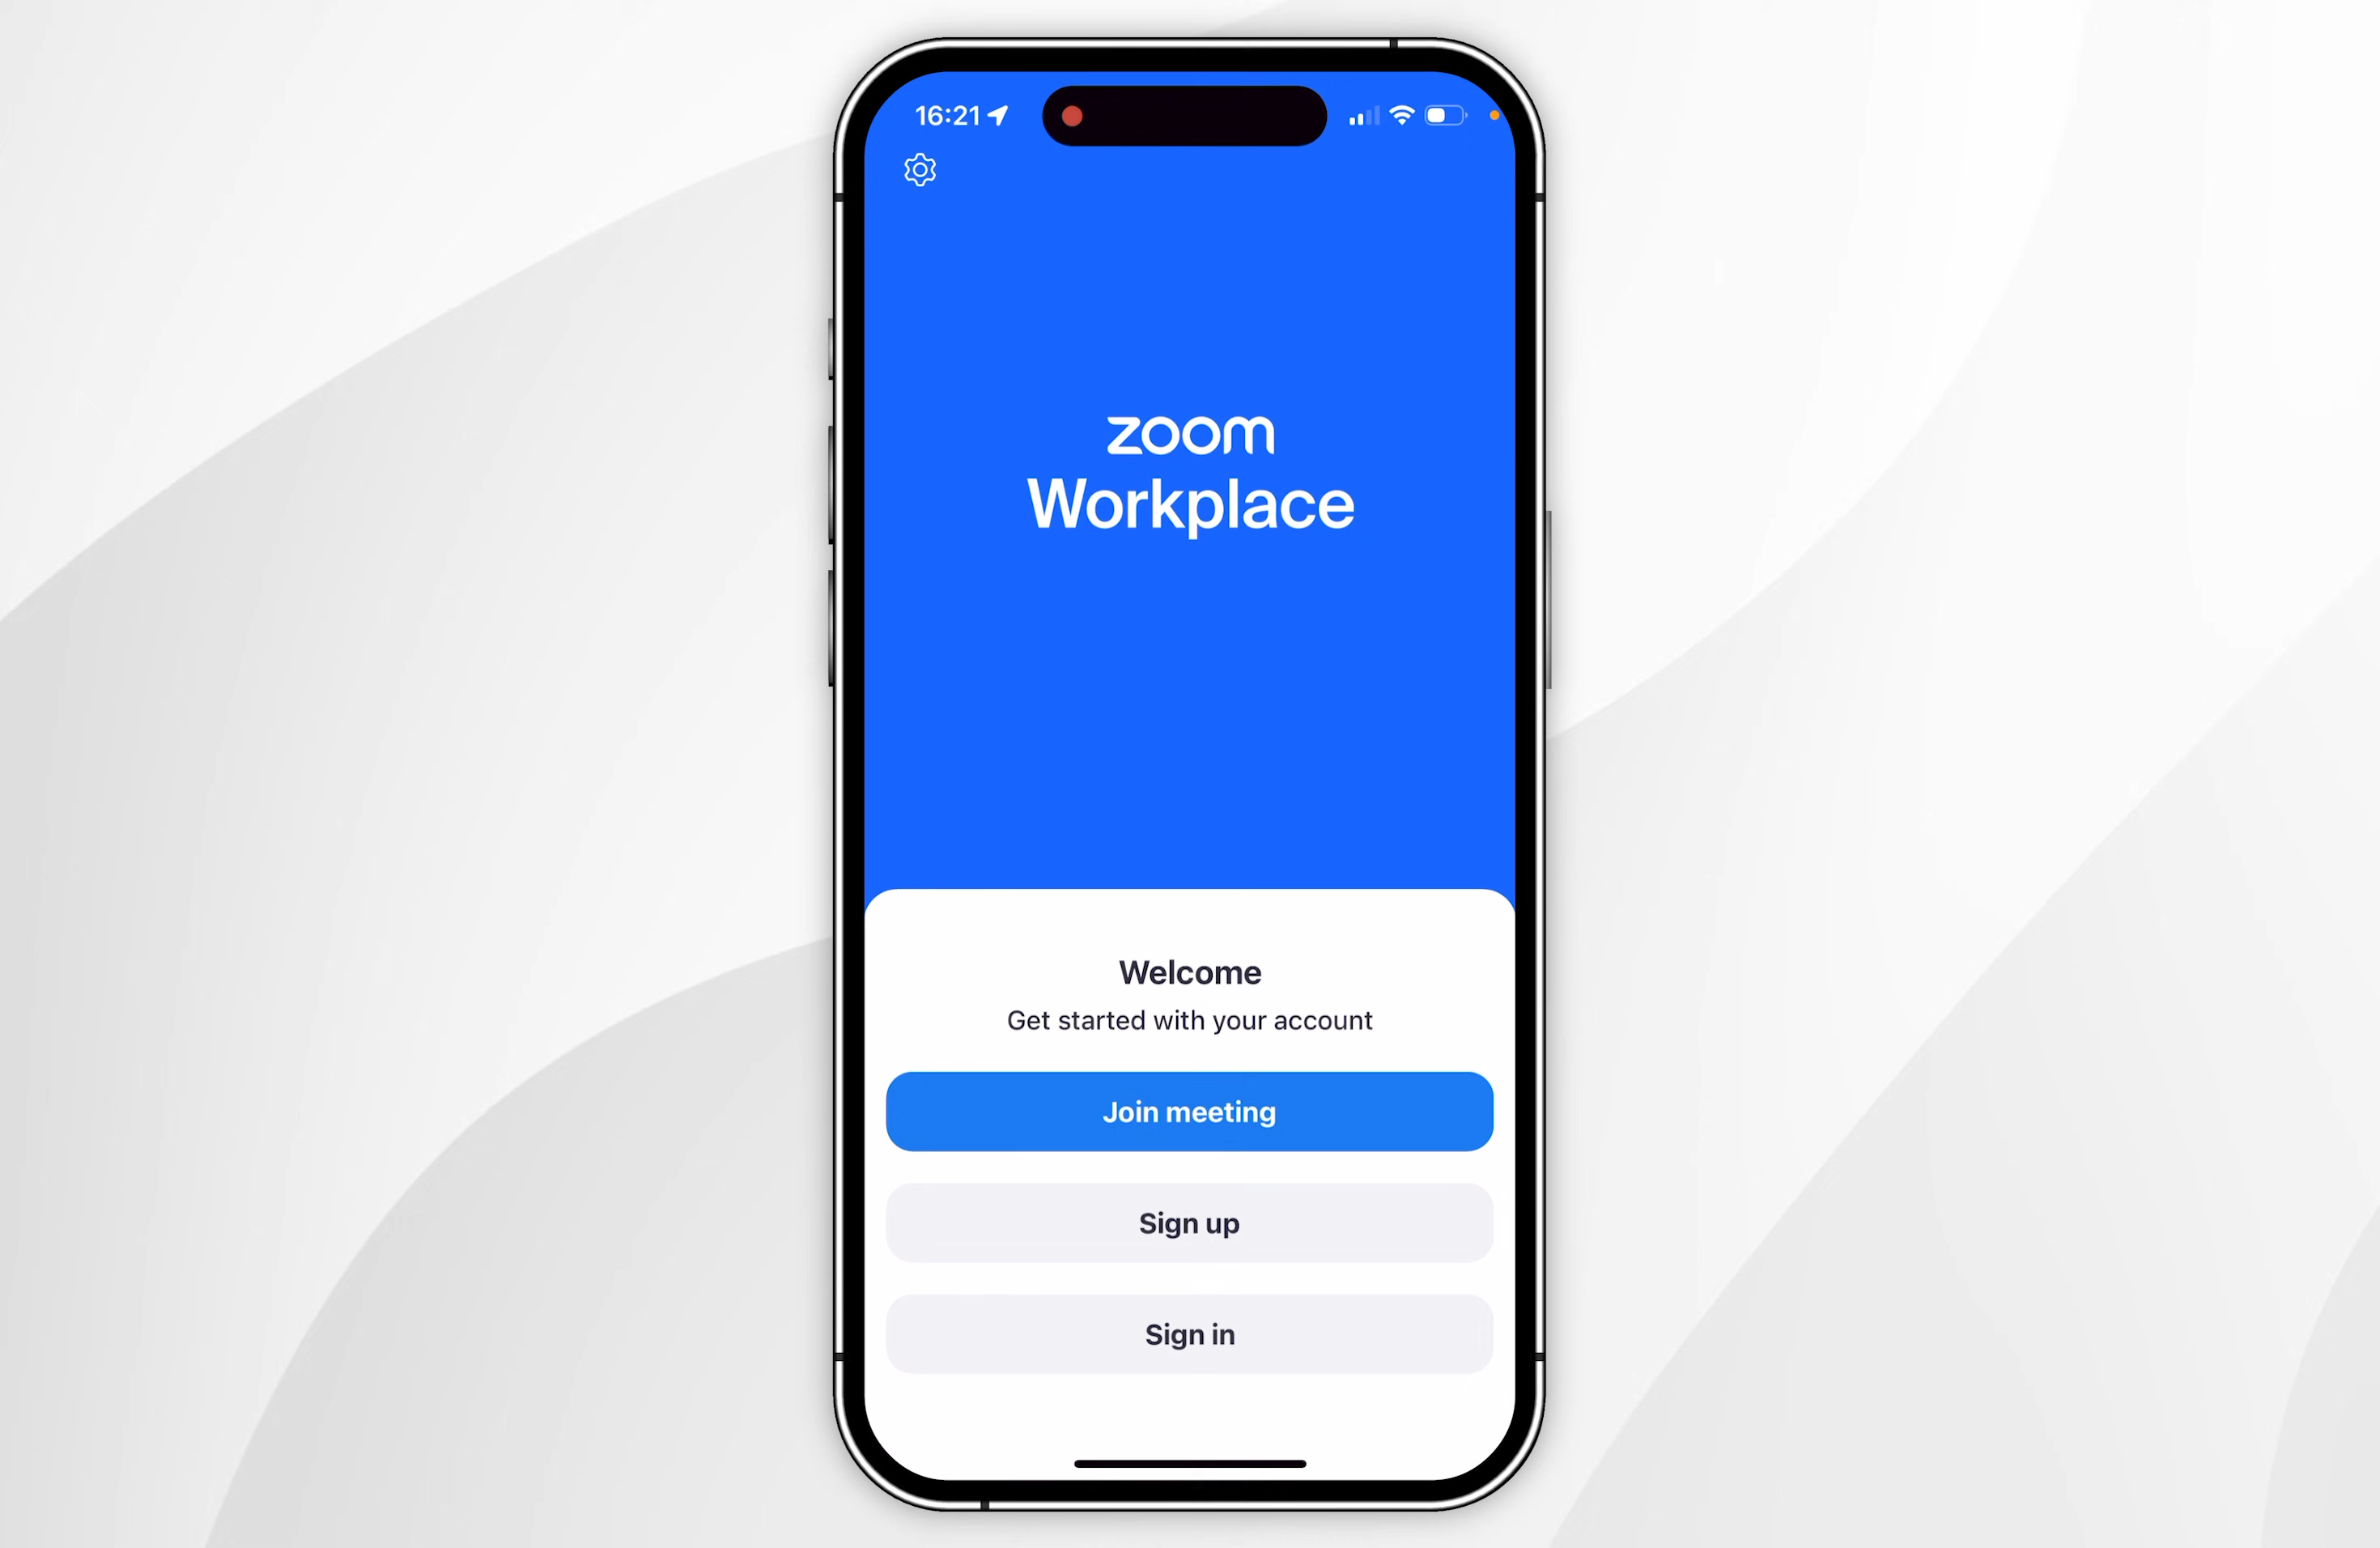 16:21
zoom
Workplace
Welcome
Get started with your account
Join meeting
Sign up
Sign in